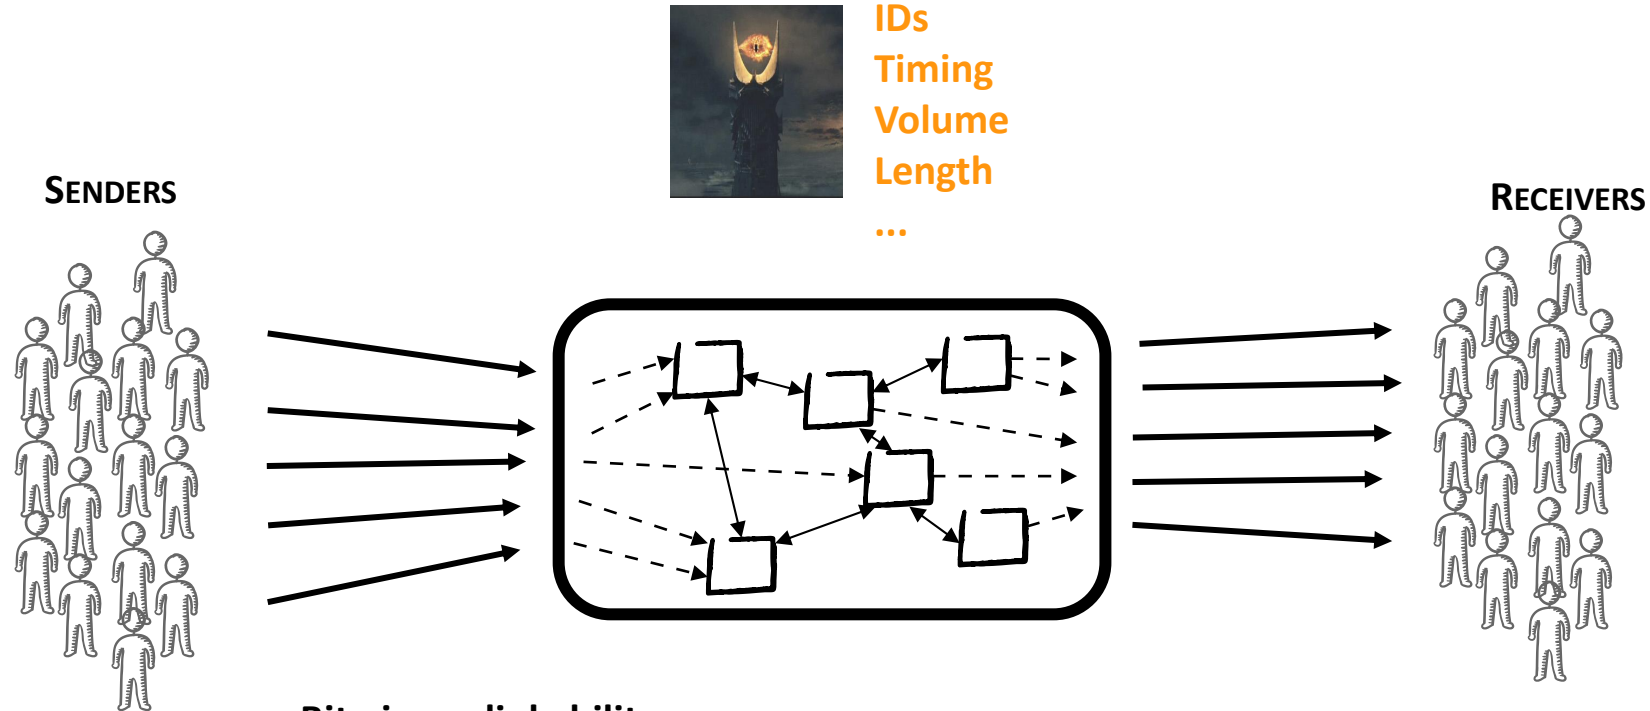 IDs
Timing
Volume
Length
...
SENDERS
RECEIVERS